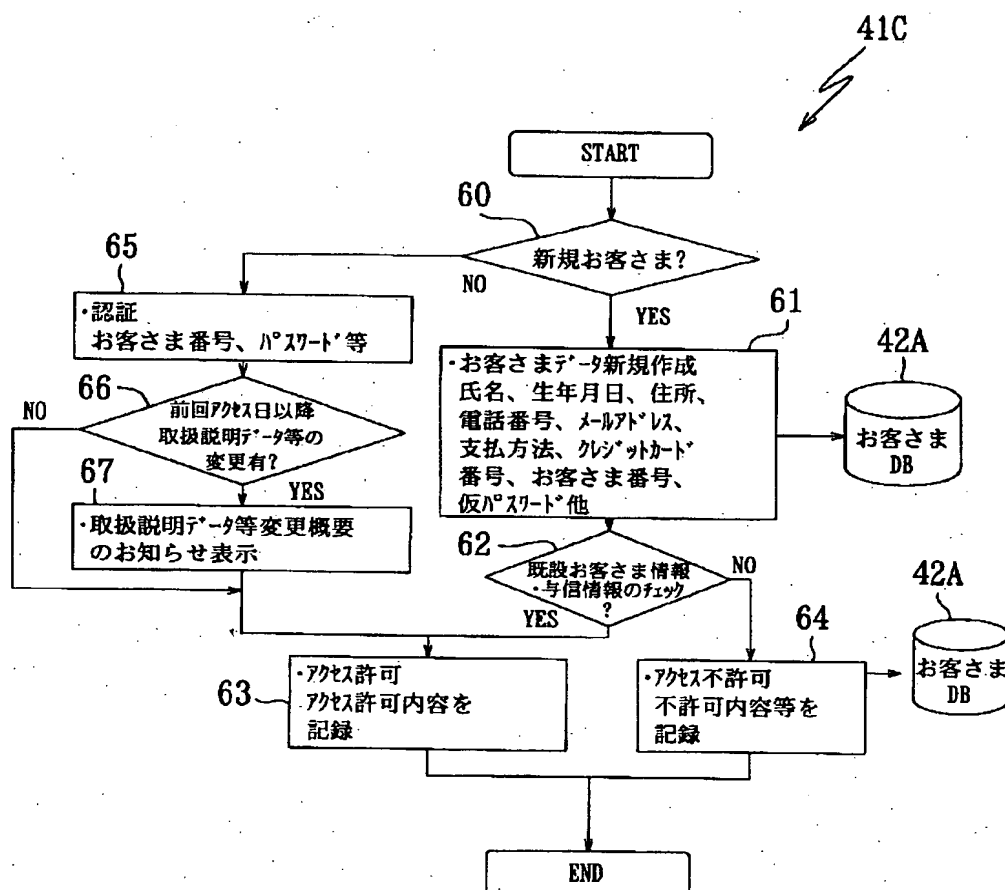 41C
START
60
新規お客さま?
NO
YES
65
・認証
お客さま番号、パスワード等
61
・お客さまデータ新規作成
氏名、生年月日、住所、
電話番号、メールアドレス、
支払方法、クレジットカード
番号、お客さま番号、
仮パスワード他
42A
お客さま
DB
66
NO
前回アクセス日以降
取扱説明データ等の
変更有?
YES
67
・取扱説明データ等変更概要
のお知らせ表示
62
既設お客さま情報
・与信情報のチェック
?
NO
YES
42A
お客さま
DB
63
・アクセス許可
アクセス許可内容を
記録
64
・アクセス不許可
不許可内容等を
記録
END